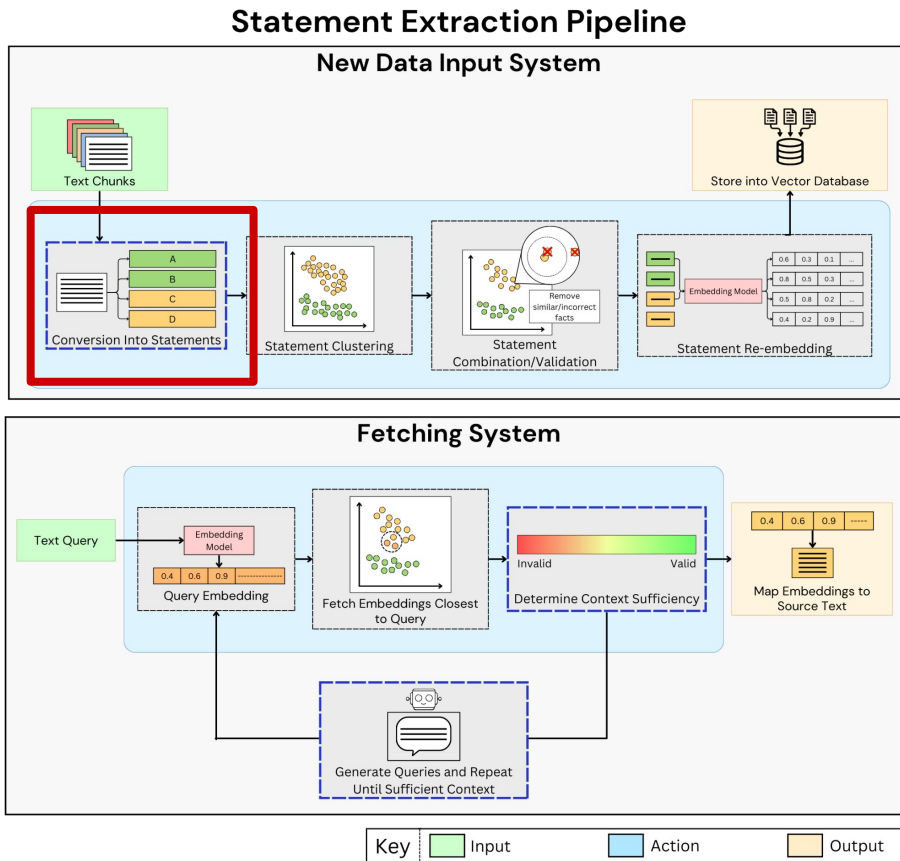 Statement Extraction Pipeline
New Data Input System
Text Chunks
Store into Vector Database
A
B
C
D
Conversion Into Statements
Statement Clustering
Remove
similar/incorrect
facts
Statement
Combination/Validation
Embedding Model
0.6 0.3 0.1 ...
0.8 0.5 0.3 ...
0.5 0.8 0.2 ...
0.4 0.2 0.9 ...
Statement Re-embedding
Fetching System
Text Query
Embedding
Model
0.4 0.6 0.9 --------------
Query Embedding
Fetch Embeddings Closest
to Query
Invalid Valid
Determine Context Sufficiency
0.4 0.6 0.9 -----
Map Embeddings to
Source Text
Generate Queries and Repeat
Until Sufficient Context
Key Input Action Output